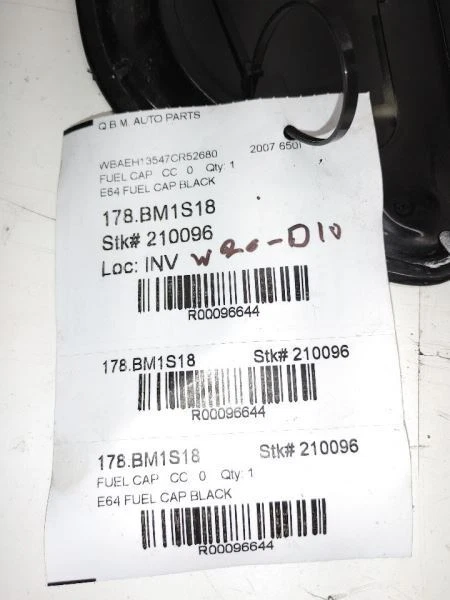 Q.B.M. AUTO PARTS
WBAEH13547CR52680 2007 650I
FUEL CAP CC 0 Qty: 1
E64 FUEL CAP BLACK
178.BM1S18
Stk# 210096
Loc: INV W20-D10
R00096644
178.BM1S18 Stk# 210096
R00096644
178.BM1S18 Stk# 210096
FUEL CAP CC 0 Qty: 1
E64 FUEL CAP BLACK
R00096644